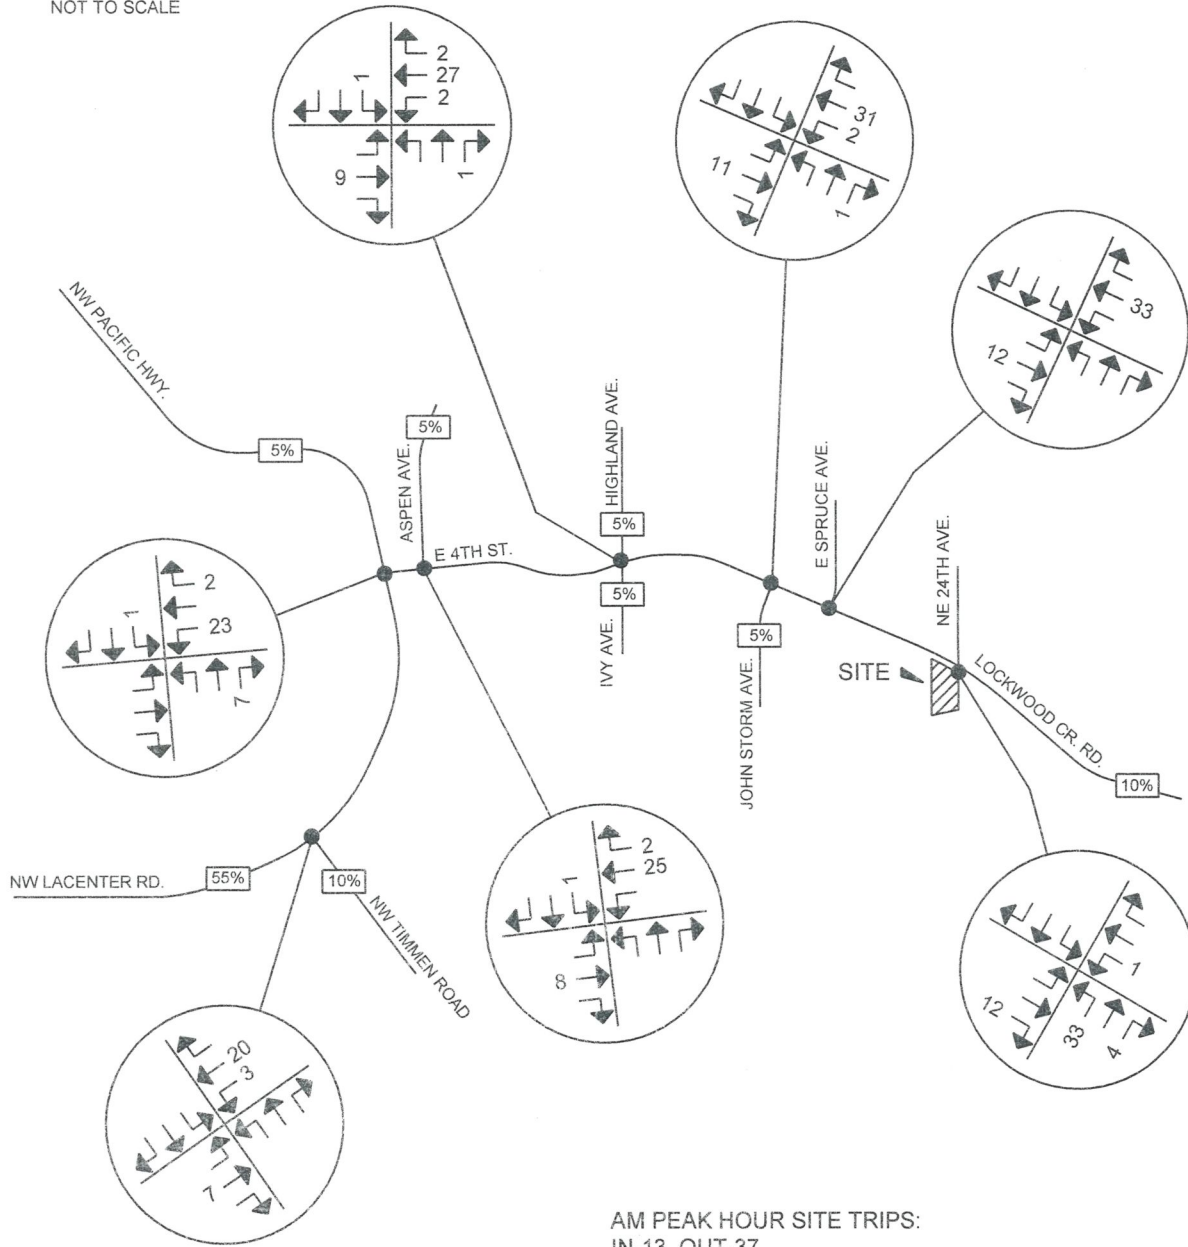 NOT TO SCALE
1
2
27
2
9
1
31
2
11
1
33
12
NW PACIFIC HWY.
5%
5%
ASPEN AVE.
HIGHLAND AVE.
5%
E 4TH ST.
5%
IVY AVE.
E SPRUCE AVE.
5%
JOHN STORM AVE.
NE 24TH AVE.
SITE
LOCKWOOD CR. RD.
10%
1
2
23
7
NW LACENTER RD.
55%
10%
NW TIMMEN ROAD
1
2
25
8
1
12
33
4
20
3
7
AM PEAK HOUR SITE TRIPS:
IN 13, OUT 37